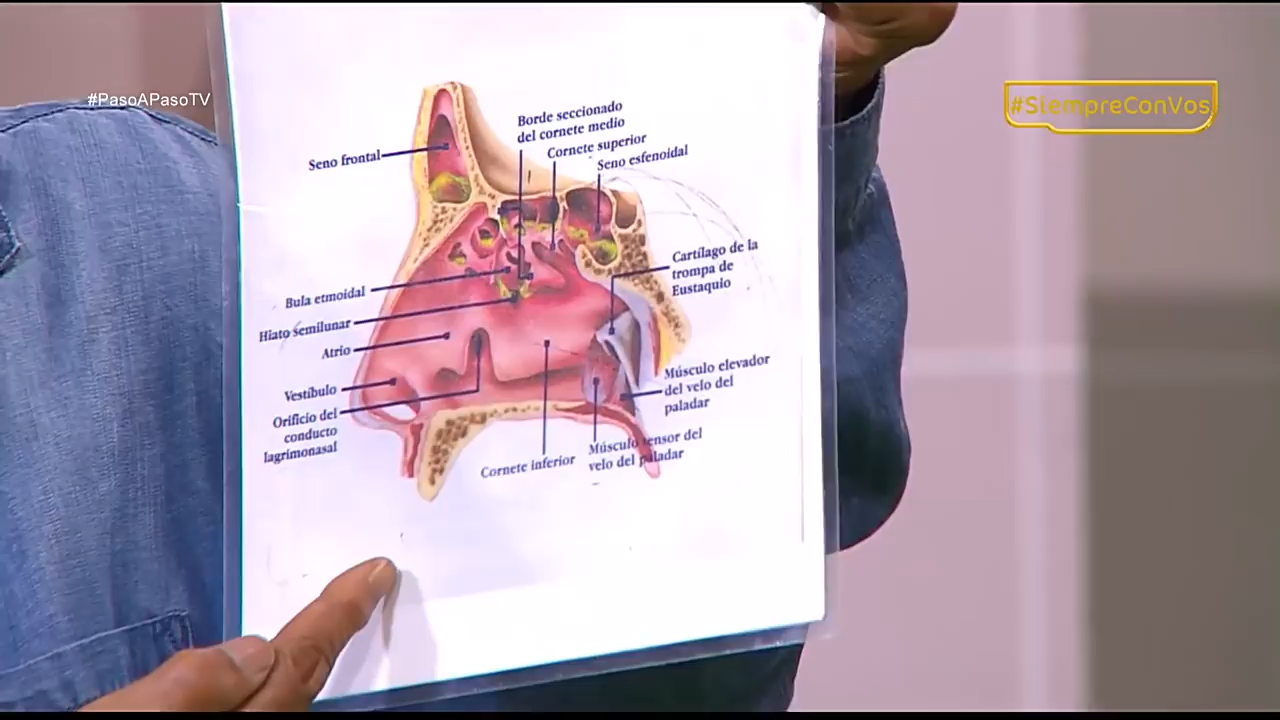 #PasoAPasoTV
#SiempreConVos
Borde seccionado
del cornete medio
Cornete superior
Seno esfenoidal
Seno frontal
Cartílago de la
trompa de
Eustaquio
Bula etmoidal
Hiato semilunar
Atrio
Vestíbulo
Orificio del
conducto
lagrimonasal
Músculo elevador
del velo del
paladar
Músculo tensor del
velo del paladar
Cornete inferior